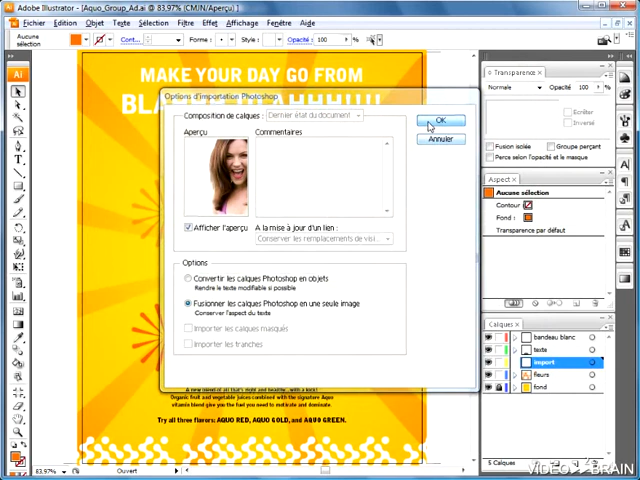 Adobe Illustrator - [Aquo_Group_Ad.ai @ 83,97% (CMJN/Aperçu)]
Fichier Edition Objet Texte Sélection Filtre Effet Affichage Fenêtre Aide
Aucune sélection
Cont...
Forme :
Style :
Opacité : 100 %
MAKE YOUR DAY GO FROM
Options d'importation Photoshop
Composition de calques : Dernier état du document
OK
Annuler
Aperçu
Commentaires
Afficher l'aperçu
A la mise à jour d'un lien :
Conserver les remplacements de visi...
Options
Convertir les calques Photoshop en objets
Rendre le texte modifiable si possible
Fusionner les calques Photoshop en une seule image
Conserver l'aspect du texte
Importer les calques masqués
Importer les tranches
Organic fruit and vegetable juices combined with the signature Aquo
vitamin blend give you the fuel you need to motivate and dominate.
Try all three flavors: AQUO RED, AQUO GOLD, and AQUO GREEN.
83,97%
Ouvert
Ai
Transparence
Normale
Opacité : 100 %
Ecrêter
Inversé
Fusion isolée
Groupe perçant
Percs selon l'opacité et le masque
Aspect
Aucune sélection
Contour :
Fond :
Transparence par défaut
Calques
bandeau blanc
texte
import
fleurs
fond
5 Calques
VIDEO BRAIN